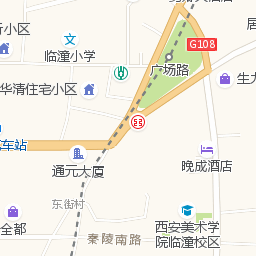 小区
居
G108
临潼小学
广场路
生
华清住宅小区
53
车站
通元大厦
晚成酒店
东街村
西安美术学
院临潼校区
全都
秦陵南路